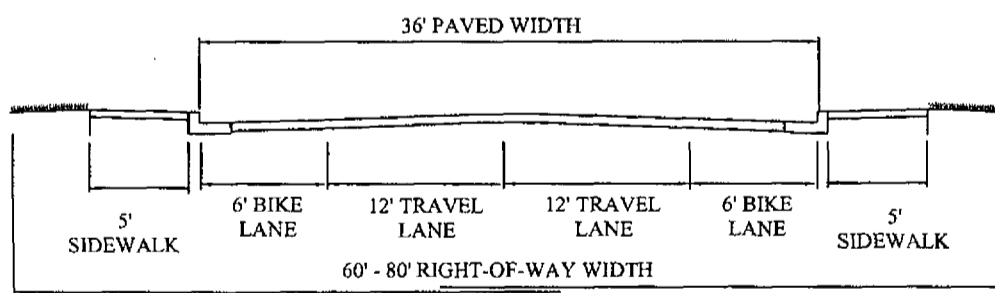 36' PAVED WIDTH
5'
SIDEWALK
6' BIKE
LANE
12' TRAVEL
LANE
12' TRAVEL
LANE
6' BIKE
LANE
5'
SIDEWALK
60' - 80' RIGHT-OF-WAY WIDTH